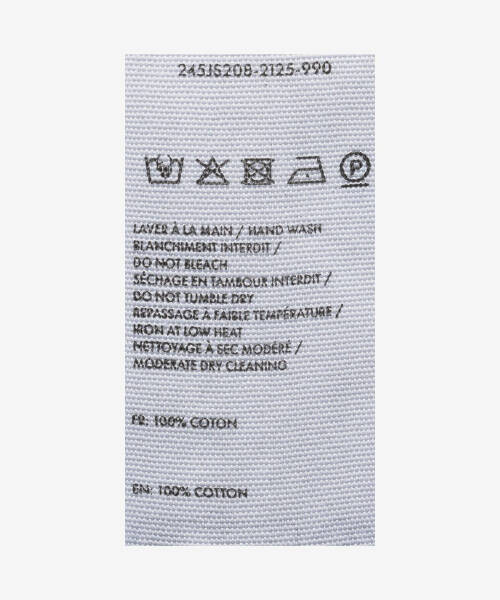 245JS208-2125-990
P
LAVER À LA MAIN / HAND WASH
BLANCHIMENT INTERDIT /
DO NOT BLEACH
SÉCHAGE EN TAMBOUR INTERDIT /
DO NOT TUMBLE DRY
REPASSAGE À FAIBLE TEMPÉRATURE /
IRON AT LOW HEAT
NETTOYAGE À SEC MODÉRÉ /
MODERATE DRY CLEANING
FR: 100% COTON
EN: 100% COTTON